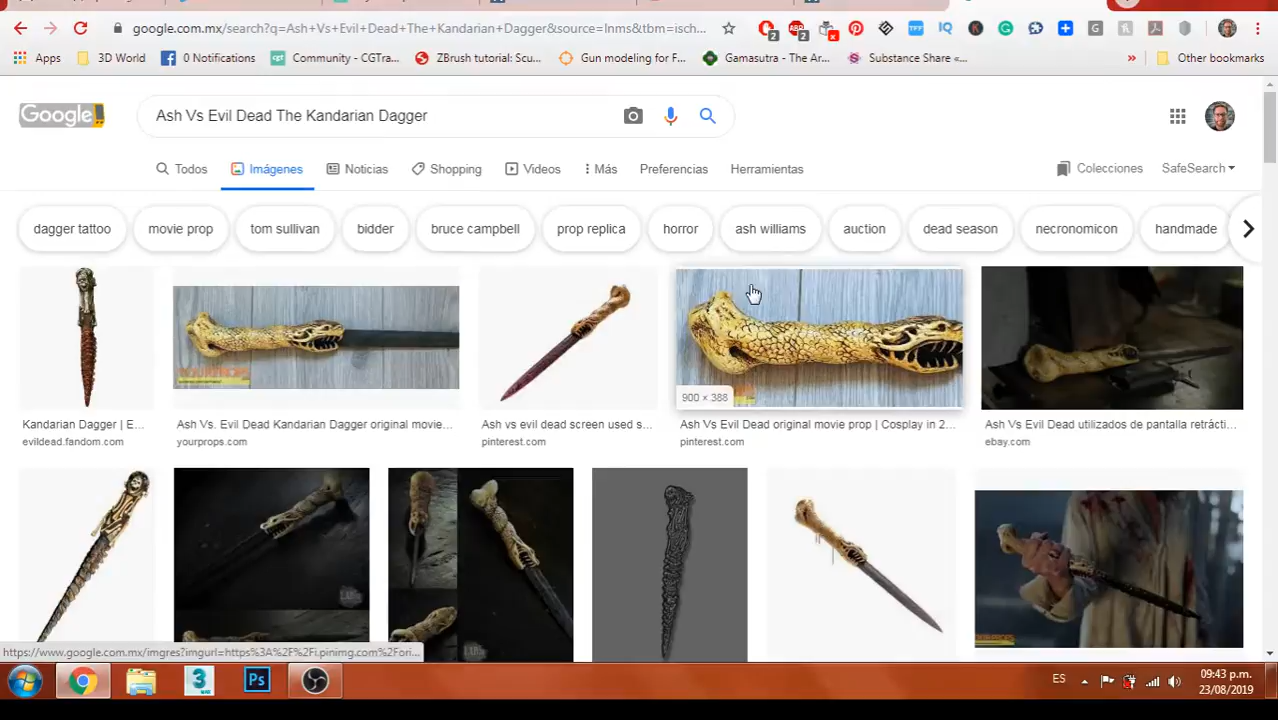 google.com.mx/search?q=Ash+Vs+Evil+Dead+The+Kandarian+Dagger&source=lnms&tbm=isch...
2
2
TFF
IQ
K
G
Apps
3D World
0 Notifications
Community - CGTra...
ZBrush tutorial: Scu...
Gun modeling for F...
Gamasutra - The Ar...
Substance Share «...
»
Other bookmarks
Google
Ash Vs Evil Dead The Kandarian Dagger
Todos
Imágenes
Noticias
Shopping
Videos
Más
Preferencias
Herramientas
Colecciones
SafeSearch
dagger tattoo
movie prop
tom sullivan
bidder
bruce campbell
prop replica
horror
ash williams
auction
dead season
necronomicon
handmade
900 × 388
Kandarian Dagger | E...
evildead.fandom.com
Ash Vs. Evil Dead Kandarian Dagger original movie...
yourprops.com
Ash vs evil dead screen used s...
pinterest.com
Ash Vs Evil Dead original movie prop | Cosplay in 2...
pinterest.com
Ash Vs Evil Dead utilizados de pantalla retrácti...
ebay.com
https://www.google.com.mx/imgres?imgurl=https%3A%2F%2Fi.pinimg.com%2Fori...
3
Ps
ES
09:43 p.m.
23/08/2019